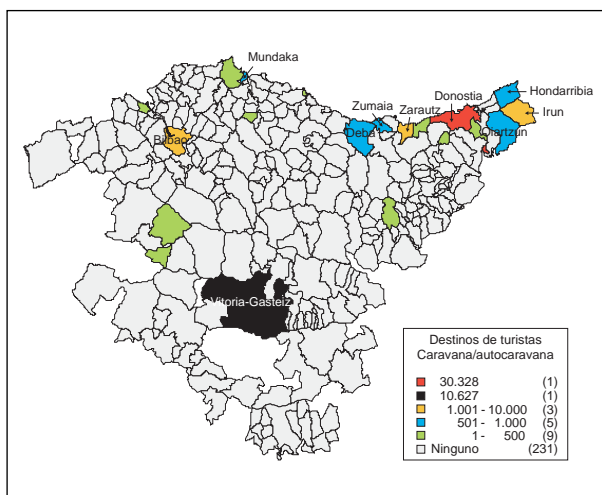 Mundaka
Hondarribia
Donostia
Zumaia
Zarautz
Irun
Deba
Oiartzun
Bilbao
Vitoria-Gasteiz
Destinos de turistas
Caravana/autocaravana
30.328 (1)
10.627 (1)
1.001 - 10.000 (3)
501 - 1.000 (5)
1 - 500 (9)
Ninguno (231)